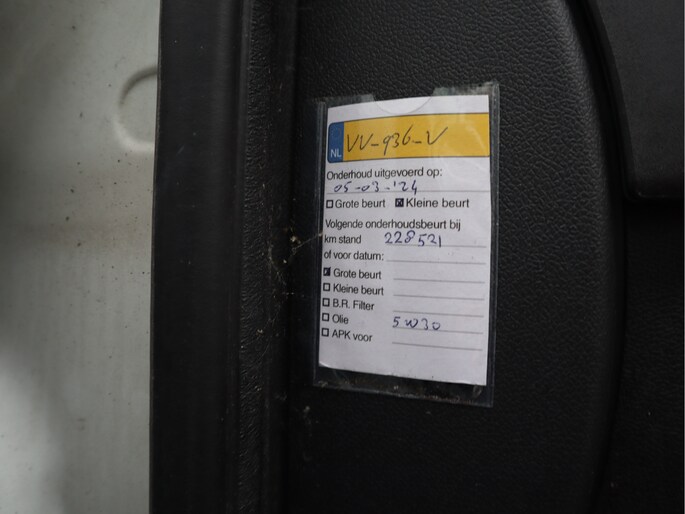 NL VV-936-V
Onderhoud uitgevoerd op:
05-03-'24
Grote beurt Kleine beurt
Volgende onderhoudsbeurt bij
km stand 228521
of voor datum:
Grote beurt
Kleine beurt
B.R. Filter
Olie 5W30
APK voor